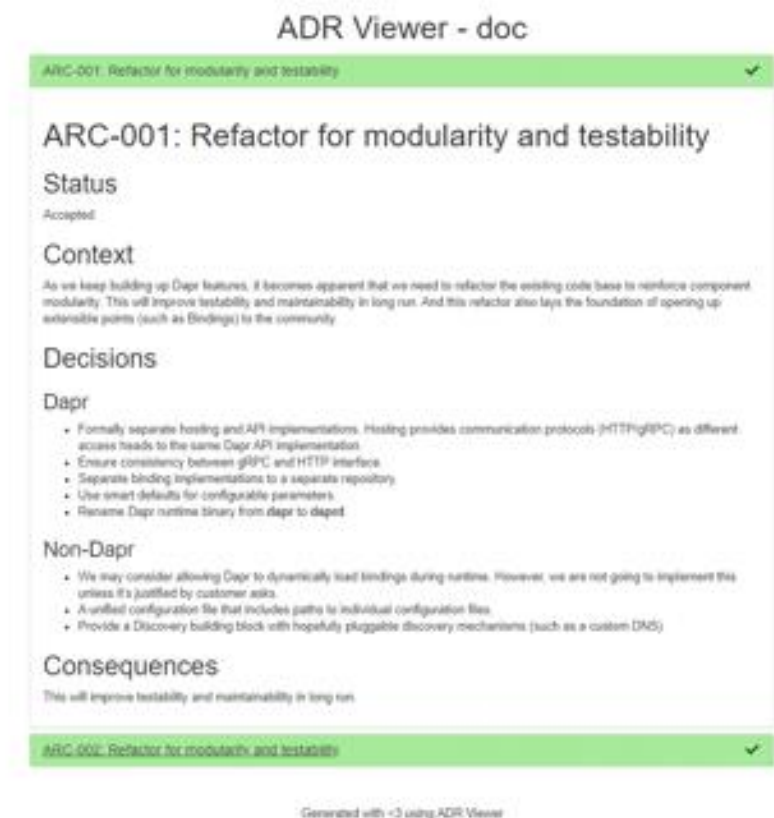 ADR Viewer - doc
ARC-001: Refactor for modularity and testability
ARC-001: Refactor for modularity and testability
Status
Accepted
Context
As we keep building up Dapr features, it becomes apparent that we need to refactor the existing code base to reinforce component
modularity. This will improve testability and maintainability in long run. And this refactor also lays the foundation of opening up
extensible points (such as Bindings) to the community.
Decisions
Dapr
• Formally separate hosting and API implementations. Hosting provides communication protocols (HTTP/gRPC) as different
access heads to the same Dapr API implementation.
• Ensure consistency between gRPC and HTTP interface.
• Separate binding implementations to a separate repository.
• Use smart defaults for configurable parameters.
• Rename Dapr runtime binary from dapr to daprd.
Non-Dapr
• We may consider allowing Dapr to dynamically load bindings during runtime. However, we are not going to implement this
unless it's justified by customer asks.
• A unified configuration file that includes paths to individual configuration files.
• Provide a Discovery building block with hopefully pluggable discovery mechanisms (such as a custom DNS).
Consequences
This will improve testability and maintainability in long run.
ARC-002: Refactor for modularity and testability
Generated with <3 using ADR Viewer